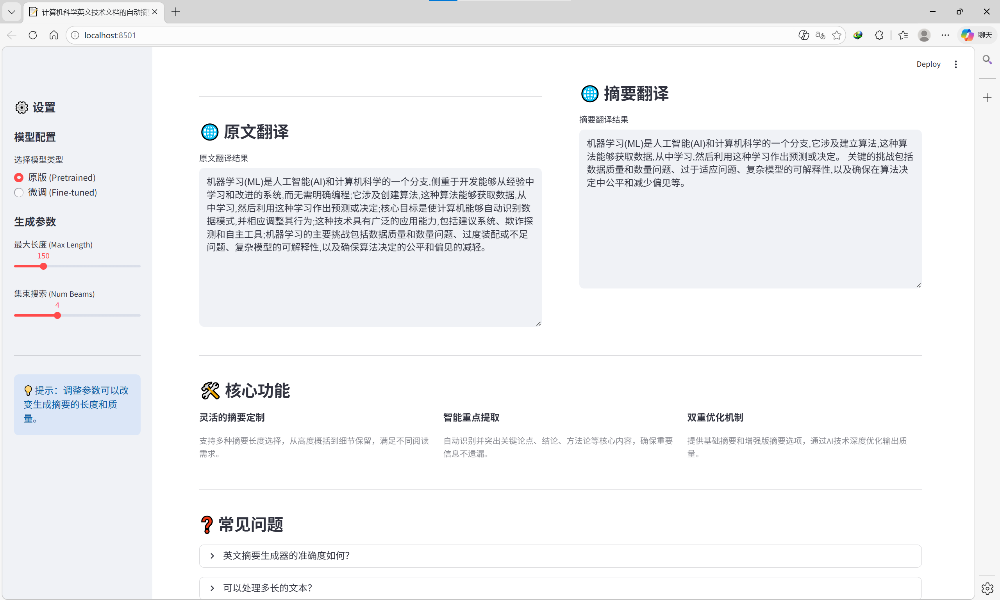 计算机科学英文技术文档的自动摘
localhost:8501
聊天
Deploy
设置
模型配置
选择模型类型
原版 (Pretrained)
微调 (Fine-tuned)
生成参数
最大长度 (Max Length)
150
集束搜索 (Num Beams)
4
提示：调整参数可以改
变生成摘要的长度和质
量。
原文翻译
原文翻译结果
机器学习(ML)是人工智能(AI)和计算机科学的一个分支,侧重于开发能够从经验中
学习和改进的系统,而无需明确编程;它涉及创建算法,这种算法能够获取数据,从
中学习,然后利用这种学习作出预测或决定;核心目标是使计算机能够自动识别数
据模式,并相应调整其行为;这种技术具有广泛的应用能力,包括建议系统、欺诈探
测和自主工具;机器学习的主要挑战包括数据质量和数量问题、过度装配或不足
问题、复杂模型的可解释性,以及确保算法决定的公平和偏见的减轻。
摘要翻译
摘要翻译结果
机器学习(ML)是人工智能(AI)和计算机科学的一个分支,它涉及建立算法,这种算
法能够获取数据,从中学习,然后利用这种学习作出预测或决定。 关键的挑战包括
数据质量和数量问题、过于适应问题、复杂模型的可解释性,以及确保在算法决
定中公平和减少偏见等。
核心功能
灵活的摘要定制
支持多种摘要长度选择，从高度概括到细节保留，满足不同阅读
需求。
智能重点提取
自动识别并突出关键论点、结论、方法论等核心内容，确保重要
信息不遗漏。
双重优化机制
提供基础摘要和增强版摘要选项，通过AI技术深度优化输出质
量。
常见问题
英文摘要生成器的准确度如何？
可以处理多长的文本？